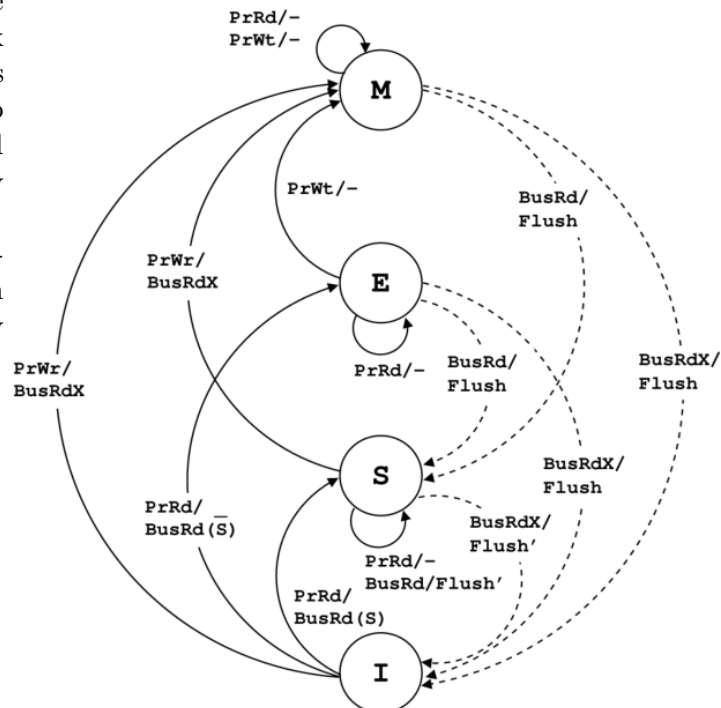 PrRd/-
PrWt/-
M
PrWt/-
BusRd/
Flush
PrWr/
BusRdX
E
PrRd/-
BusRd/
Flush
PrWr/
BusRdX
BusRdX/
Flush
S
BusRdX/
Flush
PrRd/
BusRd(S̅)
BusRdX/
Flush′
PrRd/-
BusRd/Flush′
PrRd/
BusRd(S)
I